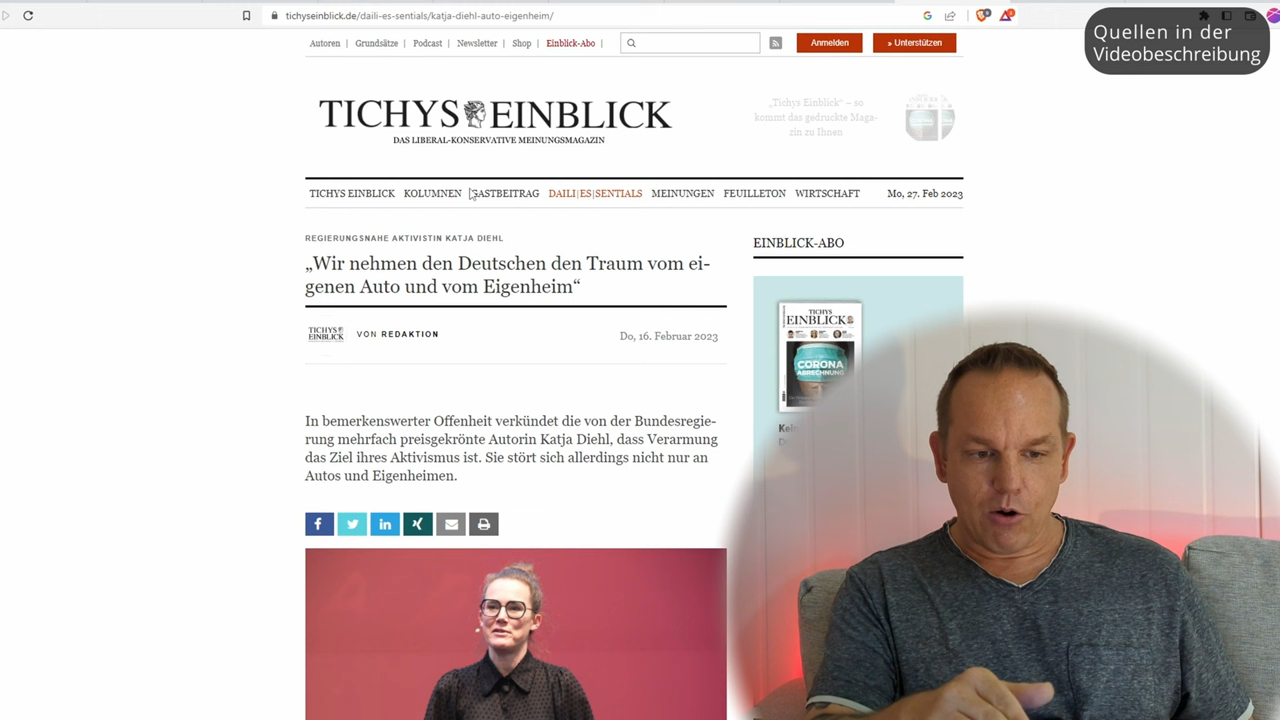 tichyseinblick.de/daili-es-sentials/katja-diehl-auto-eigenheim/
Quellen in der
Videobeschreibung
Autoren | Grundsätze | Podcast | Newsletter | Shop | Einblick-Abo |
Anmelden
» Unterstützen
TICHYS EINBLICK
DAS LIBERAL-KONSERVATIVE MEINUNGSMAGAZIN
„Tichys Einblick“ – so
kommt das gedruckte Maga-
zin zu Ihnen
TICHYS EINBLICK KOLUMNEN GASTBEITRAG DAILI|ES|SENTIALS MEINUNGEN FEUILLETON WIRTSCHAFT Mo, 27. Feb 2023
REGIERUNGSNAHE AKTIVISTIN KATJA DIEHL
„Wir nehmen den Deutschen den Traum vom ei-
genen Auto und vom Eigenheim“
TICHYS
EINBLICK
VON REDAKTION
Do, 16. Februar 2023
In bemerkenswerter Offenheit verkündet die von der Bundesregie-
rung mehrfach preisgekrönte Autorin Katja Diehl, dass Verarmung
das Ziel ihres Aktivismus ist. Sie stört sich allerdings nicht nur an
Autos und Eigenheimen.
EINBLICK-ABO
TICHYS
EINBLICK
CORONA
ABRECHNUNG